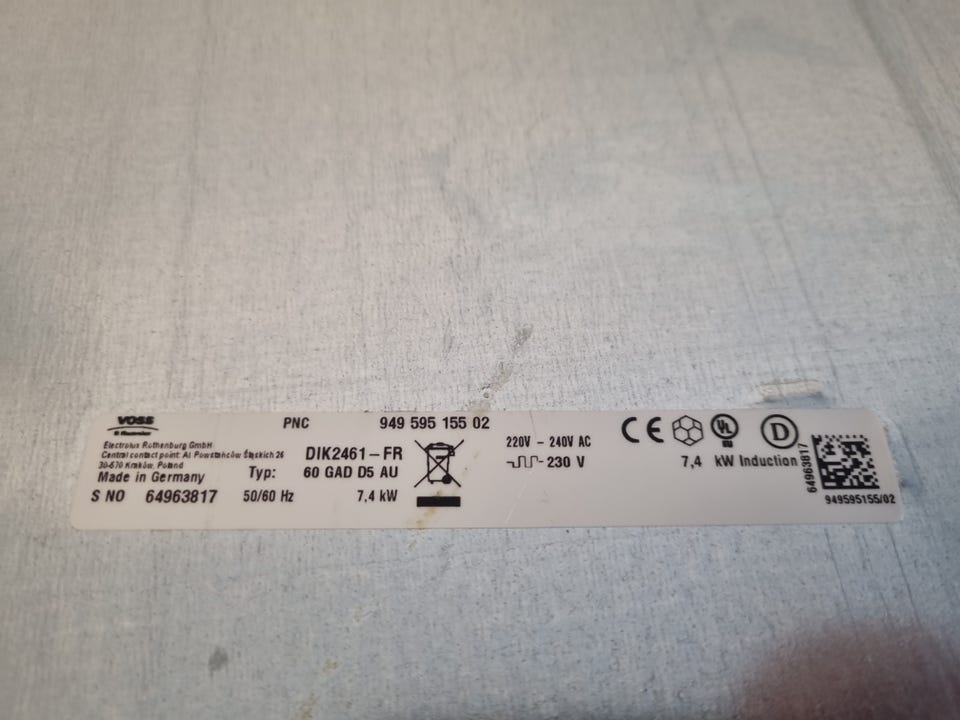 VOSS
PNC 949 595 155 02
Electrolux Rothenburg GmbH
Central contact point: Al. Powstańców Śląskich 26
30-570 Kraków, Poland
Made in Germany
DIK2461-FR
Typ: 60 GAD D5 AU
S NO 64963817 50/60 Hz 7,4 kW
220V - 240V AC
230 V
CE
UL
D
7,4 kW Induction
64963817
949595155/02